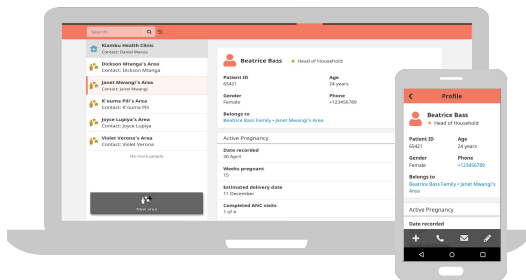 Search
Kiambu Health Clinic
Contact: Daniel Manas
Dickson Mtanga's Area
Contact: Dickson Mtanga
Janet Mwangi's Area
Contact: Janet Mwangi
K'ouma Pili's Area
Contact: K'ouma Pili
Joyce Lupiya's Area
Contact: Joyce Lupiya
Violet Verona's Area
Contact: Violet Verona
No more people
New area
Beatrice Bass
Head of Household
Patient ID Age
65421 24 years
Gender Phone
Female +123456789
Belongs to
Beatrice Bass Family • Janet Mwangi's Area
Active Pregnancy
Date recorded
30 April
Weeks pregnant
15
Estimated delivery date
11 December
Completed ANC visits
1 of 4
Profile
Beatrice Bass
Head of Household
Patient ID Age
65421 24 years
Gender Phone
Female +123456789
Belongs to
Beatrice Bass Family • Janet Mwangi's
Area
Active Pregnancy
Date recorded